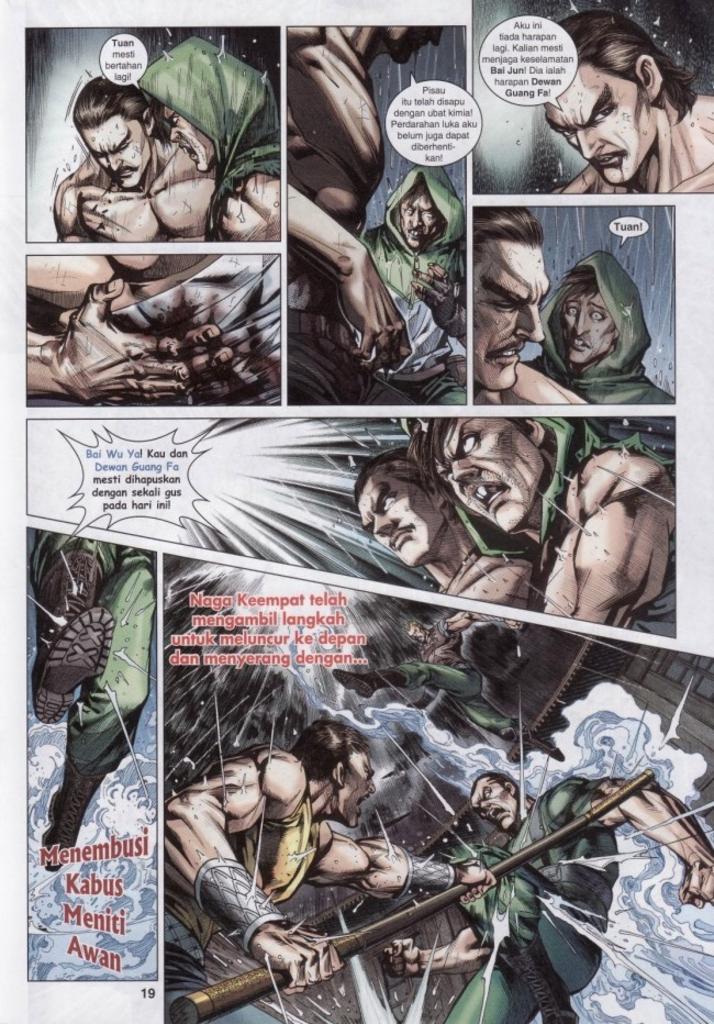 Tuan
mesti
bertahan
lagi!
Pisau
itu telah disapu
dengan ubat kimia!
Perdarahan lukaku
belum juga dapat
diberhenti-
kan!
Aku ini
tiada harapan
lagi. Kalian mesti
menjaga keselamatan
Bai Jun! Dia ialah
harapan Dewan
Guang Fa!
Tuan!
Bai Wu Ya! Kau dan
Dewan Guang Fa
mesti dihapuskan
dengan sekali gus
pada hari ini!
Naga Keempat telah
mengambil langkah
untuk meluncur ke depan
dan menyerang dengan...
Menembusi
Kabus
Meniti
Awan
19